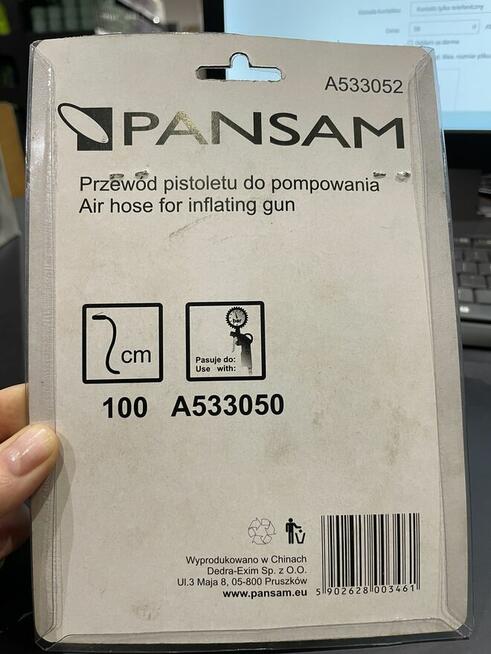 A533052
PANSAM
Przewód pistoletu do pompowania
Air hose for inflating gun
cm
bar
Pasuje do:
Use with:
100 A533050
Wyprodukowano w Chinach
Dedra-Exim Sp. z O.O.
Ul.3 Maja 8, 05-800 Pruszków
www.pansam.eu
5 902628 003461